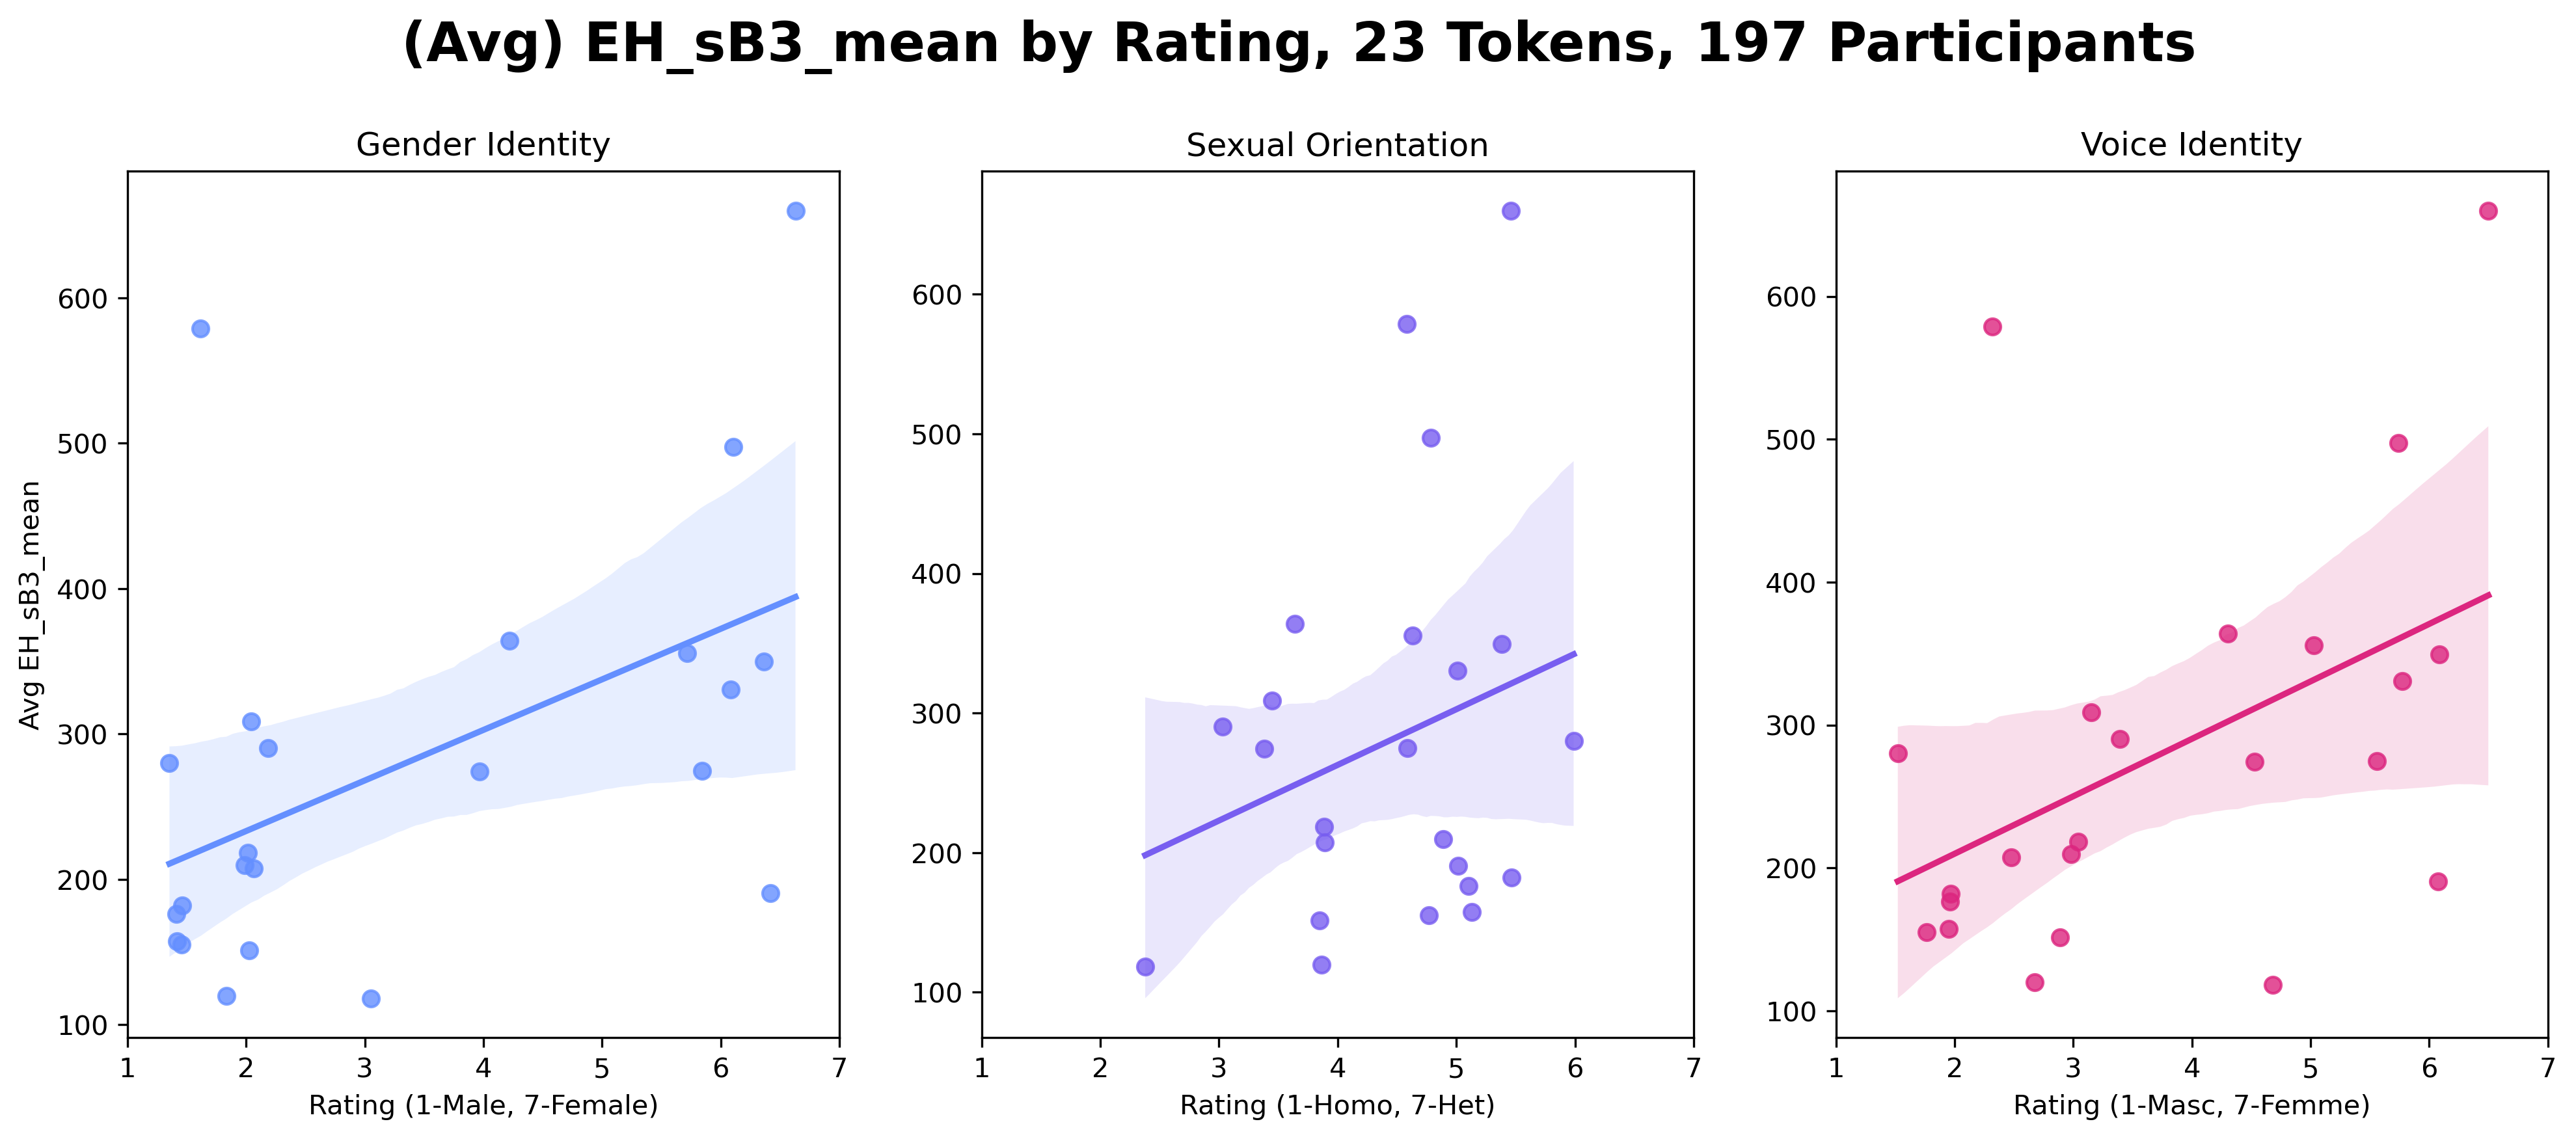 (Avg) EH_sB3_mean by Rating, 23 Tokens, 197 Participants
Gender Identity
Avg EH_sB3_mean
600
500
400
300
200
100
1 2 3 4 5 6 7
Rating (1-Male, 7-Female)
Sexual Orientation
600
500
400
300
200
100
1 2 3 4 5 6 7
Rating (1-Homo, 7-Het)
Voice Identity
600
500
400
300
200
100
1 2 3 4 5 6 7
Rating (1-Masc, 7-Femme)